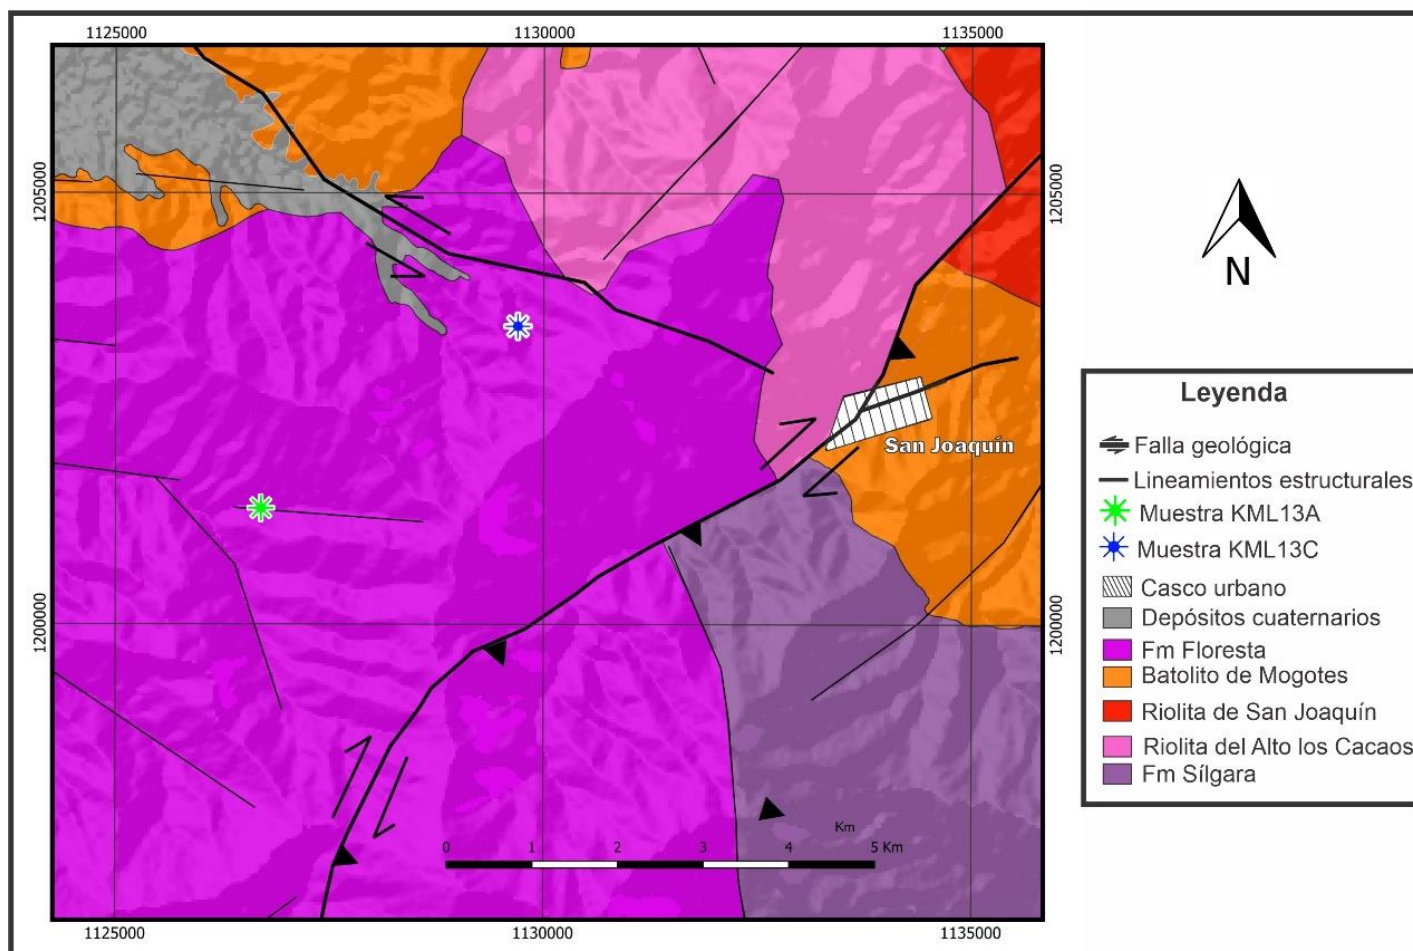 1125000
1130000
1135000
1205000
1205000
N
San Joaquín
1200000
1200000
Km
0 1 2 3 4 5 Km
1125000
1130000
1135000
Leyenda
Falla geológica
Lineamientos estructurales
Muestra KML13A
Muestra KML13C
Casco urbano
Depósitos cuaternarios
Fm Floresta
Batolito de Mogotes
Riolita de San Joaquín
Riolita del Alto los Cacaos
Fm Sílgara